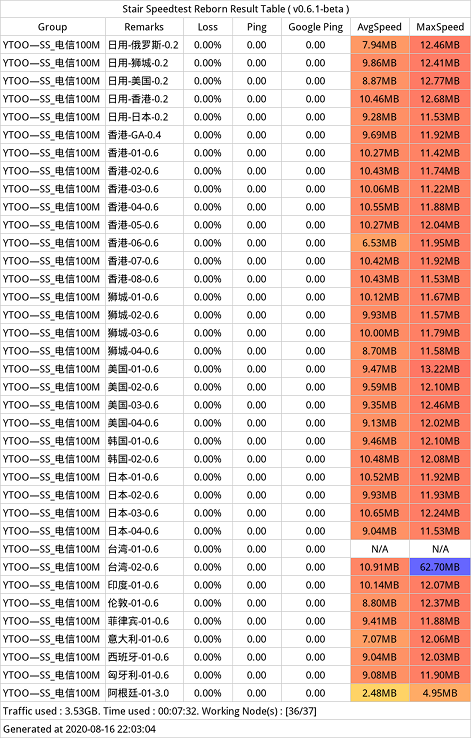 Stair Speedtest Reborn Result Table ( v0.6.1-beta )
Group Remarks Loss Ping Google Ping AvgSpeed MaxSpeed
YTOO—SS_电信100M 日用-俄罗斯-0.2 0.00% 0.00 0.00 7.94MB 12.46MB
YTOO—SS_电信100M 日用-狮城-0.2 0.00% 0.00 0.00 9.86MB 12.41MB
YTOO—SS_电信100M 日用-美国-0.2 0.00% 0.00 0.00 8.87MB 12.77MB
YTOO—SS_电信100M 日用-香港-0.2 0.00% 0.00 0.00 10.46MB 12.68MB
YTOO—SS_电信100M 日用-日本-0.2 0.00% 0.00 0.00 9.28MB 11.53MB
YTOO—SS_电信100M 香港-GA-0.4 0.00% 0.00 0.00 9.69MB 11.92MB
YTOO—SS_电信100M 香港-01-0.6 0.00% 0.00 0.00 10.27MB 11.42MB
YTOO—SS_电信100M 香港-02-0.6 0.00% 0.00 0.00 10.43MB 11.74MB
YTOO—SS_电信100M 香港-03-0.6 0.00% 0.00 0.00 10.06MB 11.22MB
YTOO—SS_电信100M 香港-04-0.6 0.00% 0.00 0.00 10.55MB 11.88MB
YTOO—SS_电信100M 香港-05-0.6 0.00% 0.00 0.00 10.27MB 12.04MB
YTOO—SS_电信100M 香港-06-0.6 0.00% 0.00 0.00 6.53MB 11.95MB
YTOO—SS_电信100M 香港-07-0.6 0.00% 0.00 0.00 10.42MB 11.92MB
YTOO—SS_电信100M 香港-08-0.6 0.00% 0.00 0.00 10.43MB 11.53MB
YTOO—SS_电信100M 狮城-01-0.6 0.00% 0.00 0.00 10.12MB 11.67MB
YTOO—SS_电信100M 狮城-02-0.6 0.00% 0.00 0.00 9.93MB 11.57MB
YTOO—SS_电信100M 狮城-03-0.6 0.00% 0.00 0.00 10.00MB 11.79MB
YTOO—SS_电信100M 狮城-04-0.6 0.00% 0.00 0.00 8.70MB 11.58MB
YTOO—SS_电信100M 美国-01-0.6 0.00% 0.00 0.00 9.47MB 13.22MB
YTOO—SS_电信100M 美国-02-0.6 0.00% 0.00 0.00 9.59MB 12.10MB
YTOO—SS_电信100M 美国-03-0.6 0.00% 0.00 0.00 9.35MB 12.46MB
YTOO—SS_电信100M 美国-04-0.6 0.00% 0.00 0.00 9.13MB 12.02MB
YTOO—SS_电信100M 韩国-01-0.6 0.00% 0.00 0.00 9.46MB 12.10MB
YTOO—SS_电信100M 韩国-02-0.6 0.00% 0.00 0.00 10.48MB 12.08MB
YTOO—SS_电信100M 日本-01-0.6 0.00% 0.00 0.00 10.52MB 11.92MB
YTOO—SS_电信100M 日本-02-0.6 0.00% 0.00 0.00 9.93MB 11.93MB
YTOO—SS_电信100M 日本-03-0.6 0.00% 0.00 0.00 10.65MB 12.24MB
YTOO—SS_电信100M 日本-04-0.6 0.00% 0.00 0.00 9.04MB 11.53MB
YTOO—SS_电信100M 台湾-01-0.6 0.00% 0.00 0.00 N/A N/A
YTOO—SS_电信100M 台湾-02-0.6 0.00% 0.00 0.00 10.91MB 62.70MB
YTOO—SS_电信100M 印度-01-0.6 0.00% 0.00 0.00 10.14MB 12.07MB
YTOO—SS_电信100M 伦敦-01-0.6 0.00% 0.00 0.00 8.80MB 12.37MB
YTOO—SS_电信100M 菲律宾-01-0.6 0.00% 0.00 0.00 9.41MB 11.88MB
YTOO—SS_电信100M 意大利-01-0.6 0.00% 0.00 0.00 7.07MB 12.06MB
YTOO—SS_电信100M 西班牙-01-0.6 0.00% 0.00 0.00 9.04MB 12.03MB
YTOO—SS_电信100M 匈牙利-01-0.6 0.00% 0.00 0.00 9.08MB 11.90MB
YTOO—SS_电信100M 阿根廷-01-3.0 0.00% 0.00 0.00 2.48MB 4.95MB
Traffic used : 3.53GB. Time used : 00:07:32. Working Node(s) : [36/37]
Generated at 2020-08-16 22:03:04